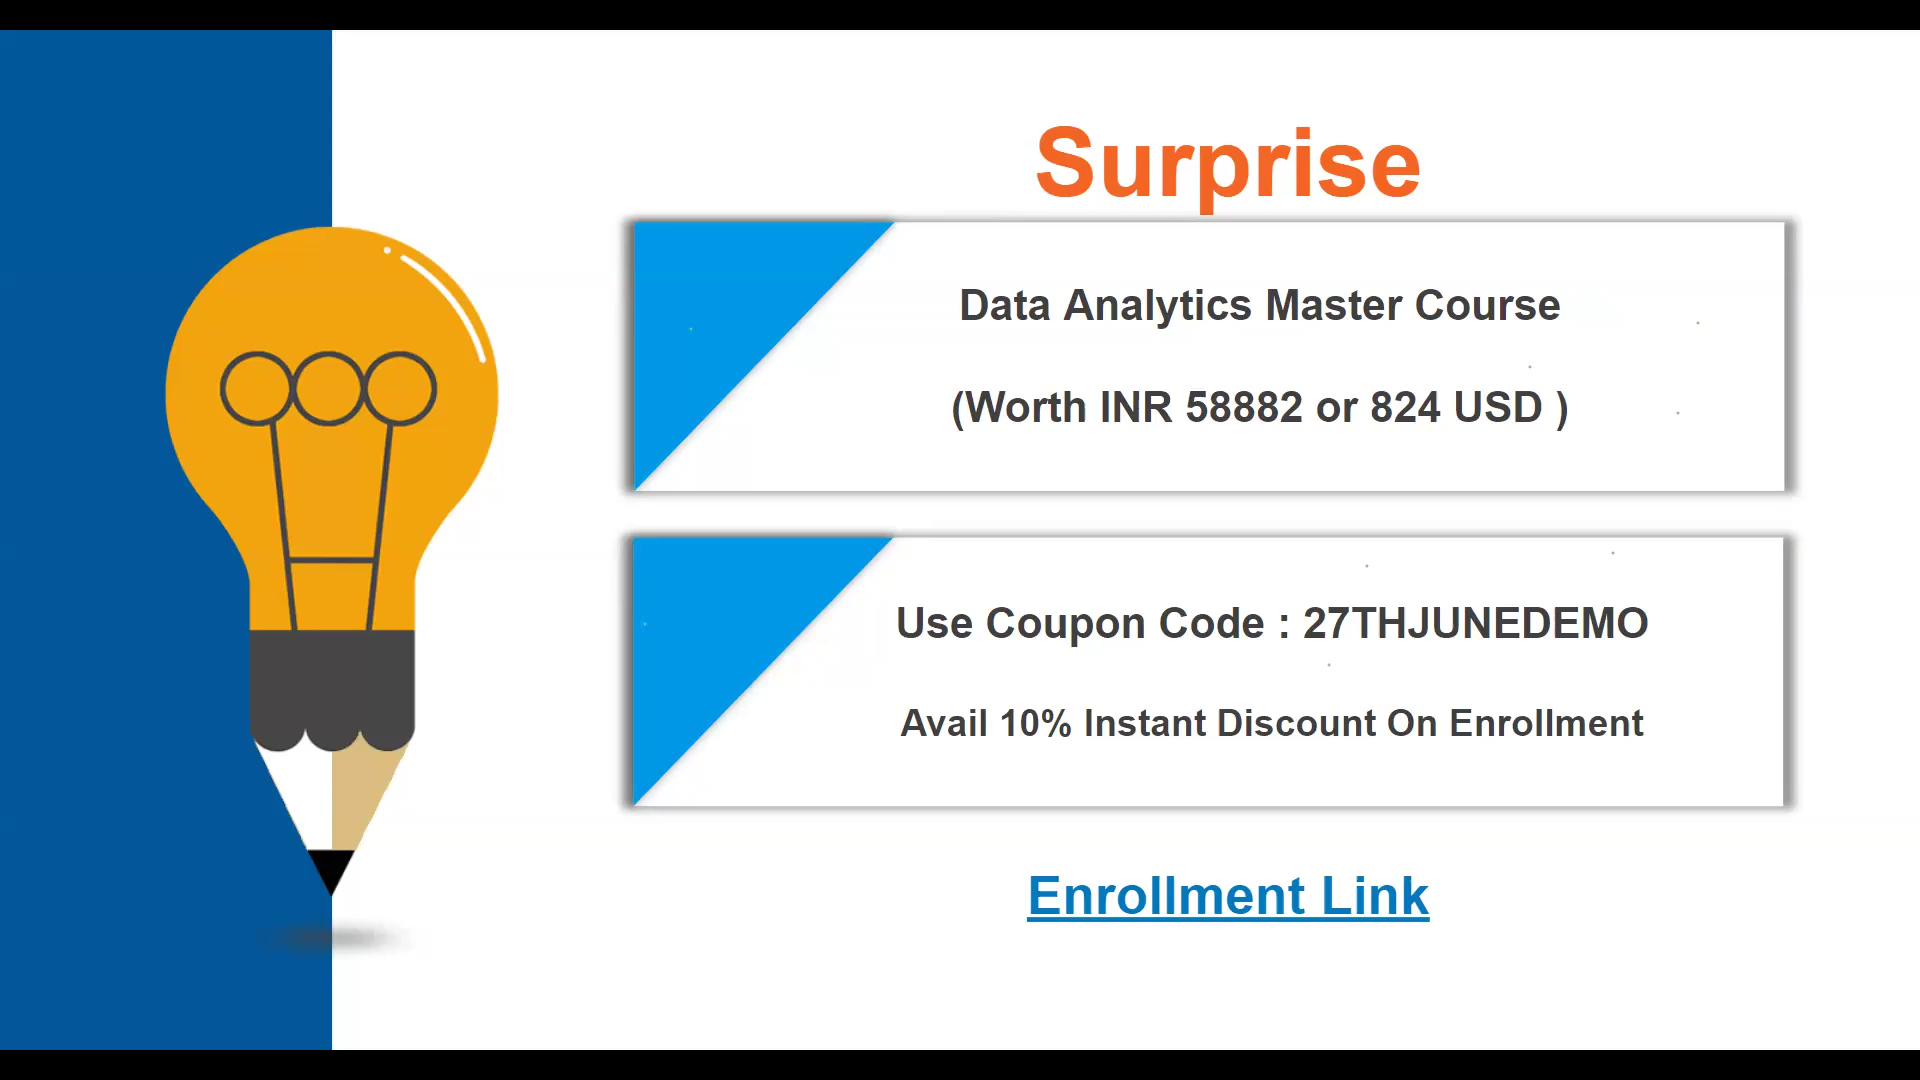 Surprise
Data Analytics Master Course
(Worth INR 58882 or 824 USD )
Use Coupon Code : 27THJUNEDEMO
Avail 10% Instant Discount On Enrollment
Enrollment Link